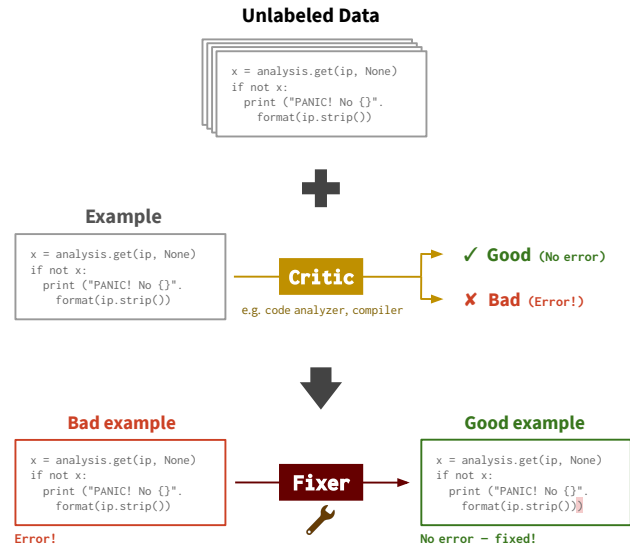 Unlabeled Data
x = analysis.get(ip, None)
if not x:
  print ("PANIC! No {}".
    format(ip.strip())
Example
x = analysis.get(ip, None)
if not x:
  print ("PANIC! No {}".
    format(ip.strip())
Critic
e.g. code analyzer, compiler
✓ Good (No error)
✘ Bad (Error!)
Bad example
x = analysis.get(ip, None)
if not x:
  print ("PANIC! No {}".
    format(ip.strip())
Error!
Fixer
Good example
x = analysis.get(ip, None)
if not x:
  print ("PANIC! No {}".
    format(ip.strip()))
No error – fixed!